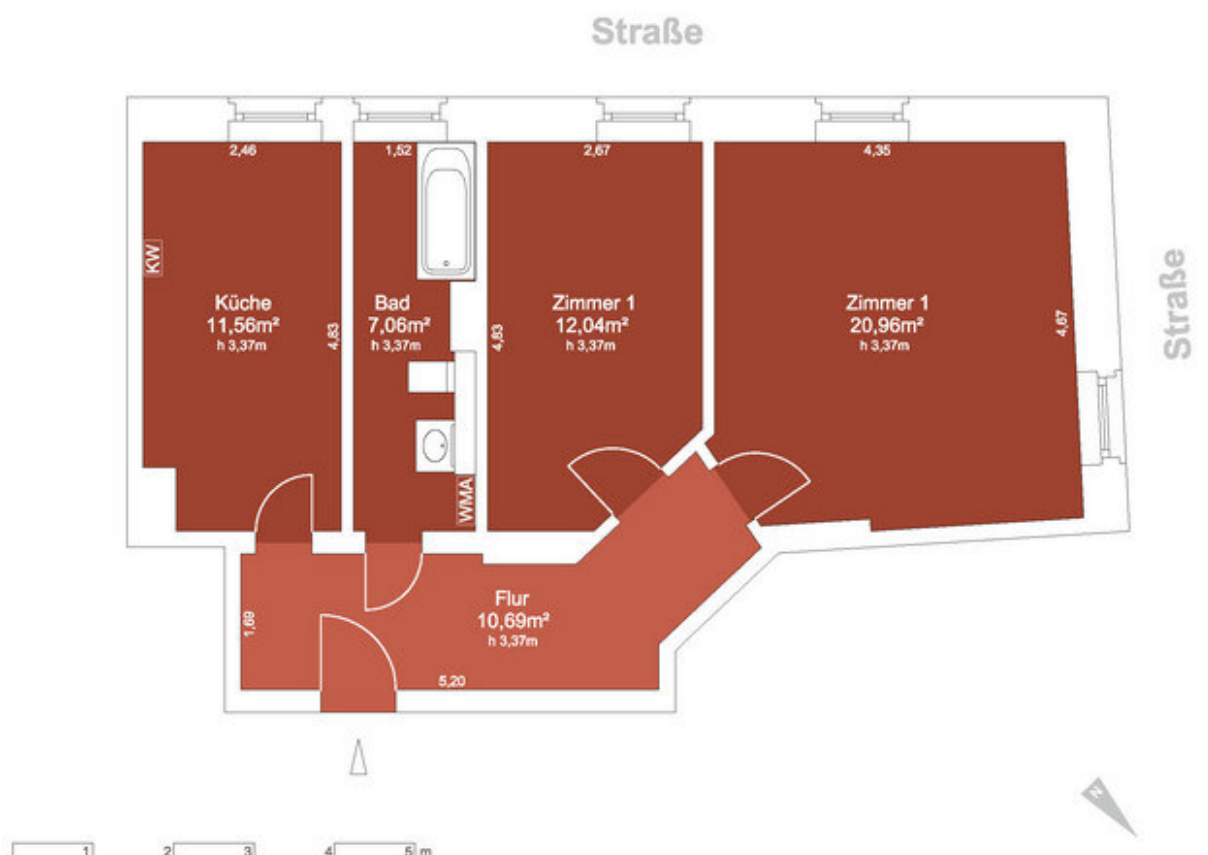 Straße
2,46
1,52
2,67
4,35
KW
Küche
11,56m²
h 3,37m
4,83
Bad
7,06m²
h 3,37m
4,83
Zimmer 1
12,04m²
h 3,37m
Zimmer 1
20,96m²
h 3,37m
4,67
Straße
WMA
1,69
Flur
10,69m²
h 3,37m
5,20
N
1 2 3 4 5 m